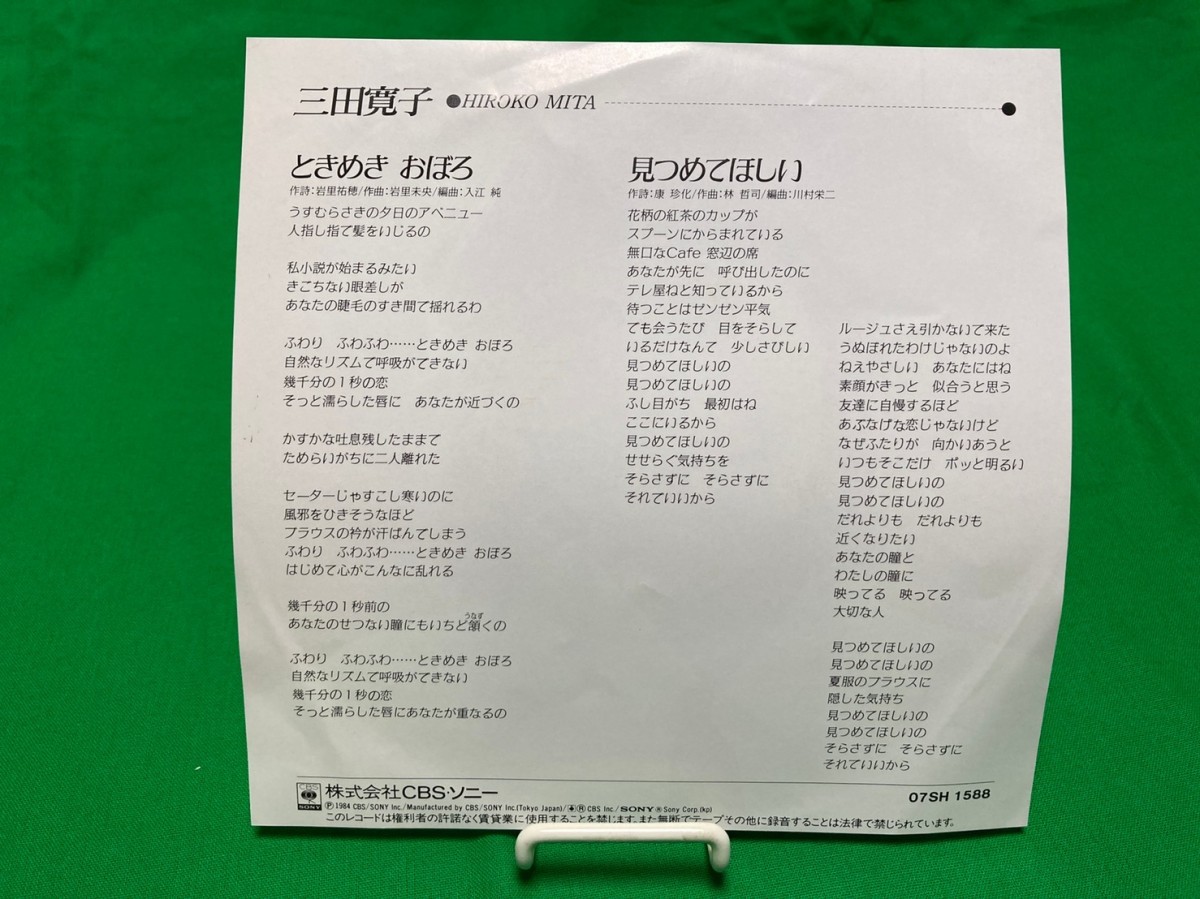 三田寛子 ●HIROKO MITA
ときめき おぼろ
作詩:岩里祐穂/作曲:岩里未央/編曲:入江 純
うすむらさきの夕日のアベニュー
人指し指で髪をいじるの
私小説が始まるみたい
きこちない眼差しが
あなたの睫毛のすき間で揺れるわ
ふわり ふわふわ……ときめき おぼろ
自然なリズムで呼吸ができない
幾千分の1秒の恋
そっと濡らした唇に あなたが近づくの
かすかな吐息残したままで
ためらいがちに二人離れた
セーターじゃすこし寒いのに
風邪をひきそうなほど
ブラウスの衿が汗ばんでしまう
ふわり ふわふわ……ときめき おぼろ
はじめて心がこんなに乱れる
幾千分の1秒前の
あなたのせつない瞳にもいちど頷くの
うなず
ふわり ふわふわ……ときめき おぼろ
自然なリズムで呼吸ができない
幾千分の1秒の恋
そっと濡らした唇にあなたが重なるの
見つめてほしい
作詩:康 珍化/作曲:林 哲司/編曲:川村栄二
花柄の紅茶のカップが
スプーンにからまれている
無口なCafe 窓辺の席
あなたが先に 呼び出したのに
テレ屋ねと知っているから
待つことはゼンゼン平気
でも会うたび 目をそらして
いるだけなんて 少しさびしい
見つめてほしいの
見つめてほしいの
ふし目がち 最初はね
ここにいるから
見つめてほしいの
せせらぐ気持ちを
そらさずに そらさずに
それでいいから
ルージュさえ引かないで来た
うぬぼれたわけじゃないのよ
ねえやさしい あなたにはね
素顔がきっと 似合うと思う
友達に自慢するほど
あぶなげな恋じゃないけど
なぜふたりが 向かいあうと
いつもそこだけ ポッと明るい
見つめてほしいの
見つめてほしいの
だれよりも だれよりも
近くなりたい
あなたの瞳と
わたしの瞳に
映ってる 映ってる
大切な人
見つめてほしいの
見つめてほしいの
夏服のブラウスに
隠した気持ち
見つめてほしいの
見つめてほしいの
そらさずに そらさずに
それでいいから
CBS SONY 株式会社CBS・ソニー
07SH 1588
Ⓟ1984 CBS/SONY Inc./Manufactured by CBS/SONY Inc.(Tokyo Japan)/Ⓡ CBS Inc./SONY® Sony Corp.(kp)
このレコードは権利者の許諾なく賃貸業に使用することを禁じます。また無断でテープその他に録音することは法律で禁じられています。